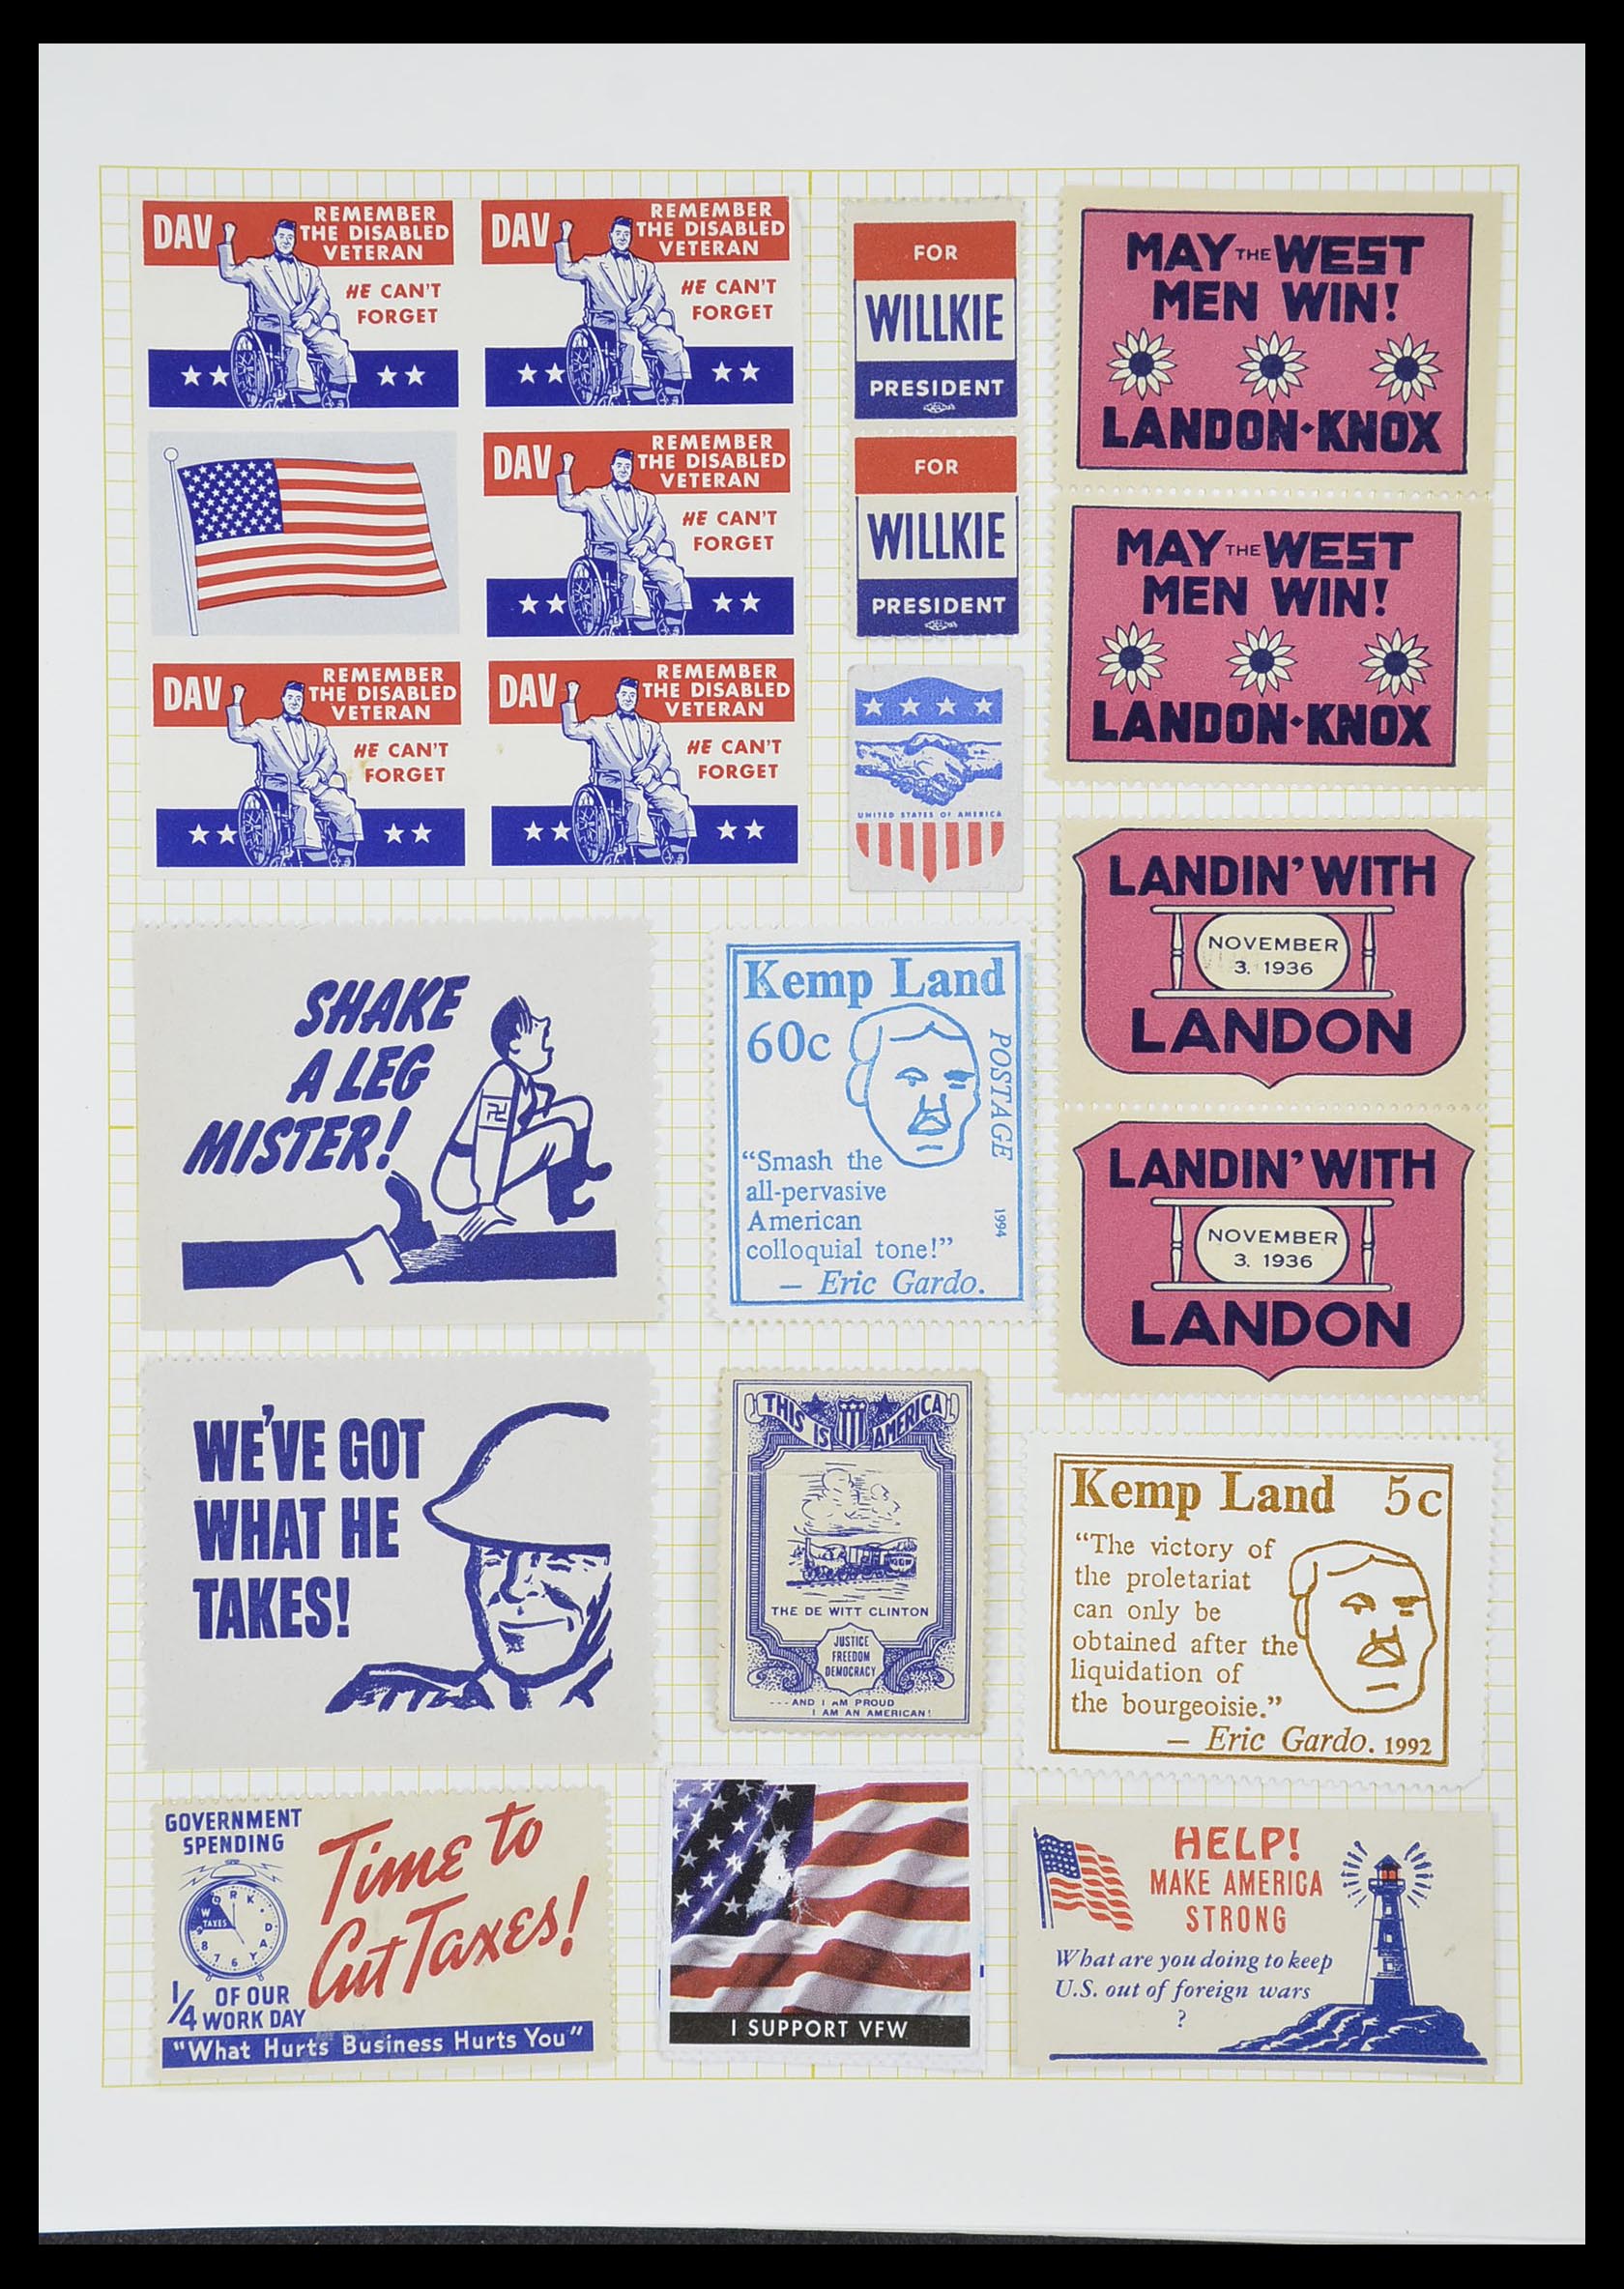 DAV
REMEMBER
THE DISABLED
VETERAN
HE CAN'T
FORGET
DAV
REMEMBER
THE DISABLED
VETERAN
HE CAN'T
FORGET
DAV
REMEMBER
THE DISABLED
VETERAN
HE CAN'T
FORGET
DAV
REMEMBER
THE DISABLED
VETERAN
HE CAN'T
FORGET
DAV
REMEMBER
THE DISABLED
VETERAN
HE CAN'T
FORGET
FOR
WILLKIE
PRESIDENT
FOR
WILLKIE
PRESIDENT
UNITED STATES OF AMERICA
MAY THE WEST
MEN WIN!
LANDON·KNOX
MAY THE WEST
MEN WIN!
LANDON·KNOX
LANDIN' WITH
NOVEMBER
3, 1936
LANDON
LANDIN' WITH
NOVEMBER
3, 1936
LANDON
SHAKE
A LEG
MISTER!
Kemp Land
60c
POSTAGE
"Smash the
all-pervasive
American
colloquial tone!"
— Eric Gardo.
1994
WE'VE GOT
WHAT HE
TAKES!
THIS IS AMERICA
THE DE WITT CLINTON
JUSTICE
FREEDOM
DEMOCRACY
---AND I AM PROUD
I AM AN AMERICAN!
Kemp Land 5c
"The victory of
the proletariat
can only be
obtained after the
liquidation of
the bourgeoisie."
— Eric Gardo. 1992
GOVERNMENT
SPENDING
WORK DAY
TAXES
9 8 7 6
1/4 OF OUR
WORK DAY
Time to
Cut Taxes!
"What Hurts Business Hurts You"
I SUPPORT VFW
HELP!
MAKE AMERICA
STRONG
What are you doing to keep
U.S. out of foreign wars
?